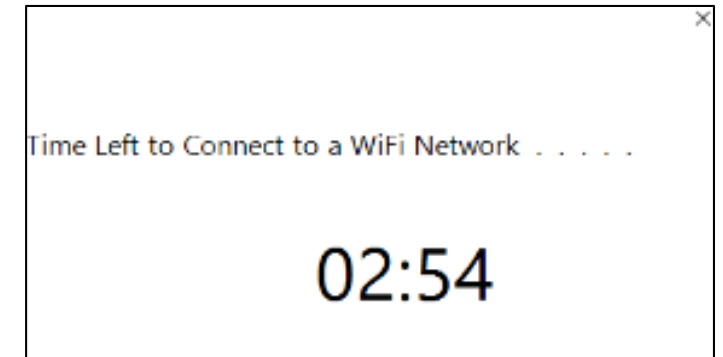 Time Left to Connect to a WiFi Network . . . . .
02:54